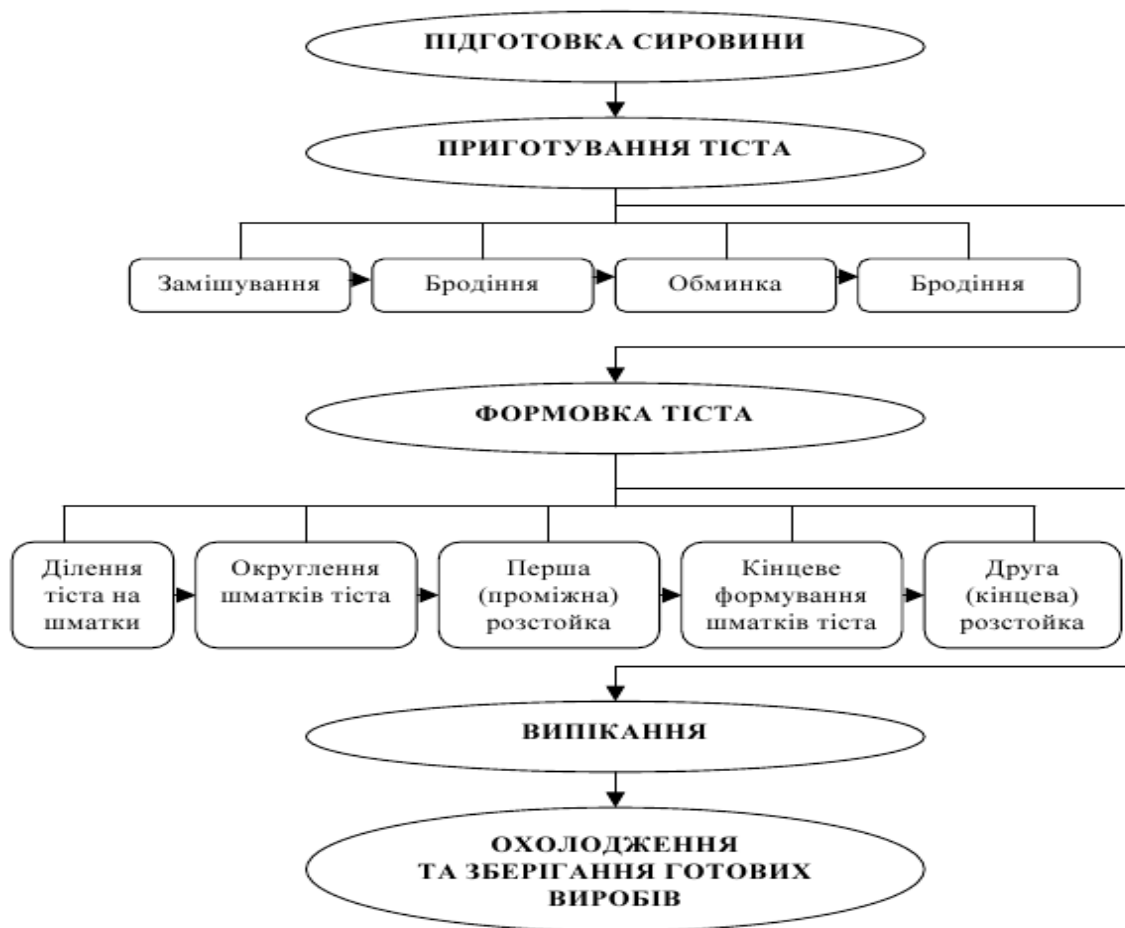 ПІДГОТОВКА СИРОВИНИ
ПРИГОТУВАННЯ ТІСТА
Замішування
Бродіння
Обминка
Бродіння
ФОРМОВКА ТІСТА
Ділення
тіста на
шматки
Округлення
шматків тіста
Перша
(проміжна)
розстойка
Кінцеве
формування
шматків тіста
Друга
(кінцева)
розстойка
ВИПІКАННЯ
ОХОЛОДЖЕННЯ
ТА ЗБЕРІГАННЯ ГОТОВИХ
ВИРОБІВ